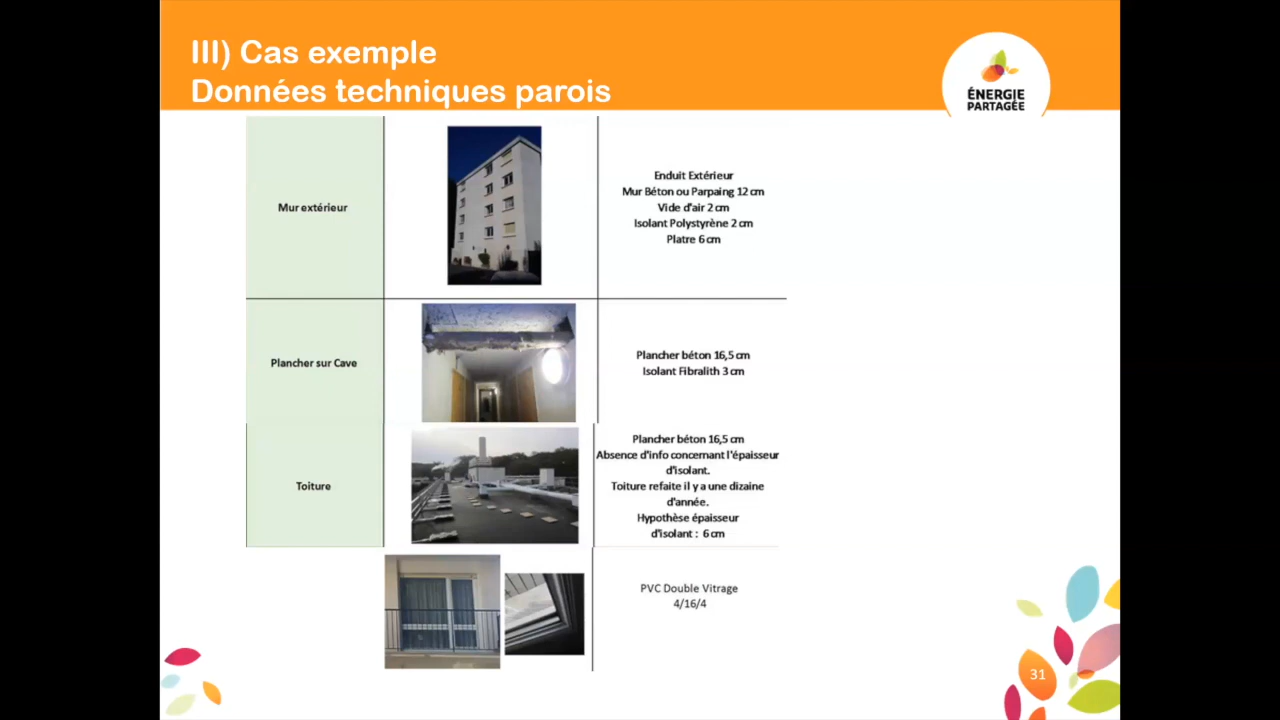 III) Cas exemple
Données techniques parois
ÉNERGIE
PARTAGÉE
Mur extérieur
Enduit Extérieur
Mur Béton ou Parpaing 12 cm
Vide d'air 2 cm
Isolant Polystyrène 2 cm
Platre 6 cm
Plancher sur Cave
Plancher béton 16,5 cm
Isolant Fibralith 3 cm
Toiture
Plancher béton 16,5 cm
Absence d'info concernant l'épaisseur
d'isolant.
Toiture refaite il y a une dizaine
d'année.
Hypothèse épaisseur
d'isolant : 6 cm
PVC Double Vitrage
4/16/4
31